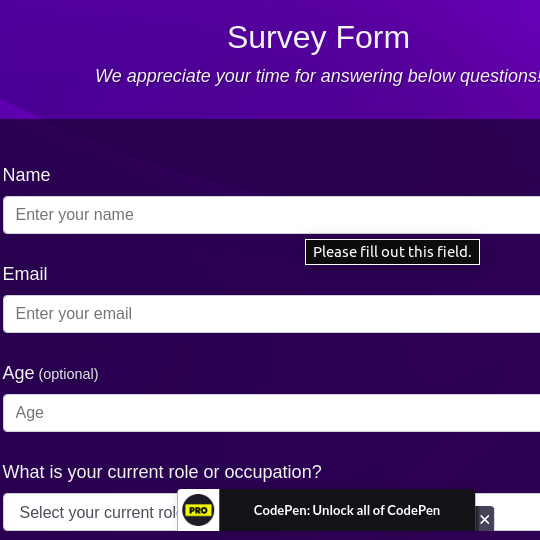 Survey Form
We appreciate your time for answering below questions!
Name
Enter your name
Please fill out this field.
Email
Enter your email
Age (optional)
Age
What is your current role or occupation?
Select your current
PRO
CodePen: Unlock all of CodePen
×